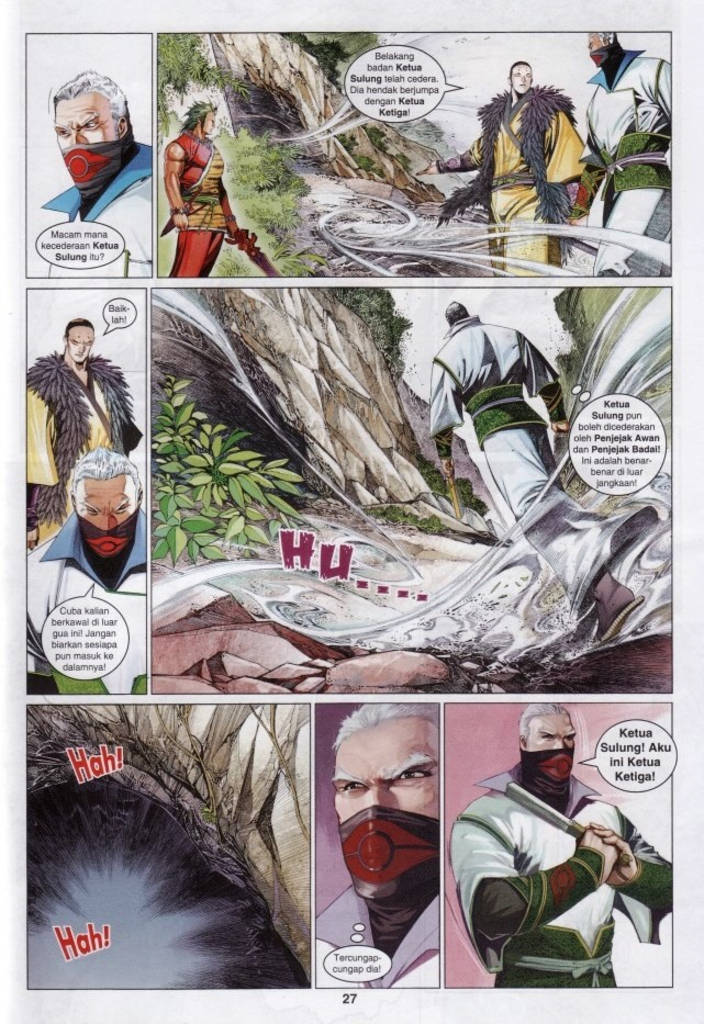 Macam mana
kecederaan Ketua
Sulung itu?
Belakang
badan Ketua
Sulung telah cedera.
Dia hendak berjumpa
dengan Ketua
Ketiga!
Baik-
lah!
Cuba kalian
berkawal di luar
gua ini! Jangan
biarkan sesiapa
pun masuk ke
dalamnya!
Ketua
Sulung pun
boleh dicederakan
oleh Penjejak Awan
dan Penjejak Badai!
Ini adalah benar-
benar di luar
jangkaan!
HU.....
Hah!
Hah!
Tercungap-
cungap dia!
Ketua
Sulung! Aku
ini Ketua
Ketiga!
27